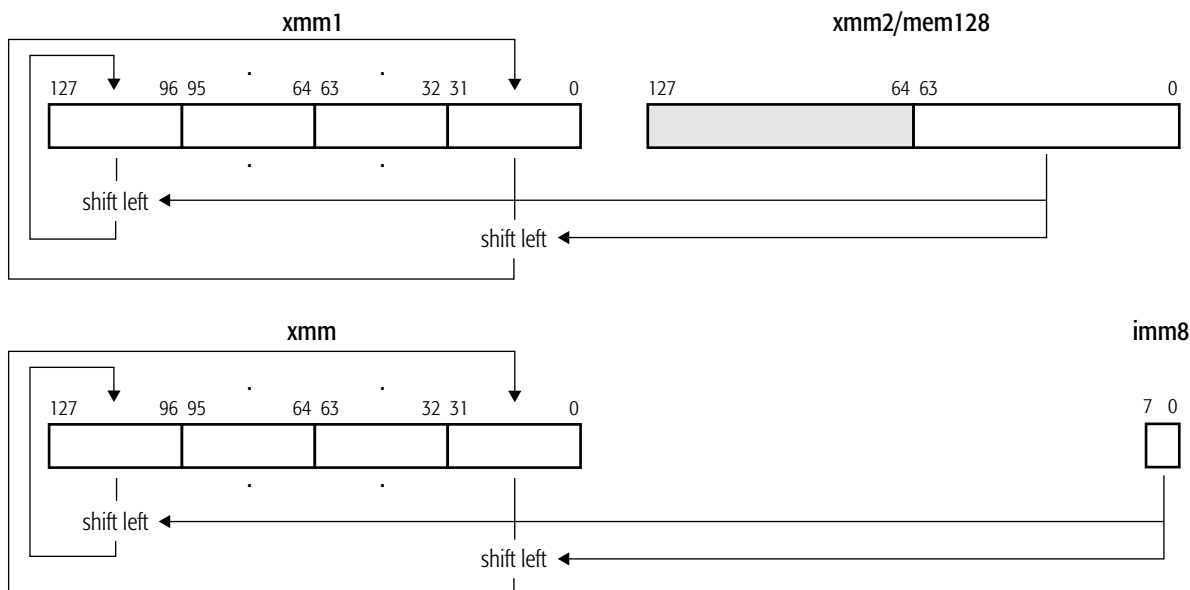 xmm1 xmm2/mem128
127 96 95 64 63 32 31 0 127 64 63 0
shift left
shift left
xmm imm8
127 96 95 64 63 32 31 0 7 0
shift left
shift left